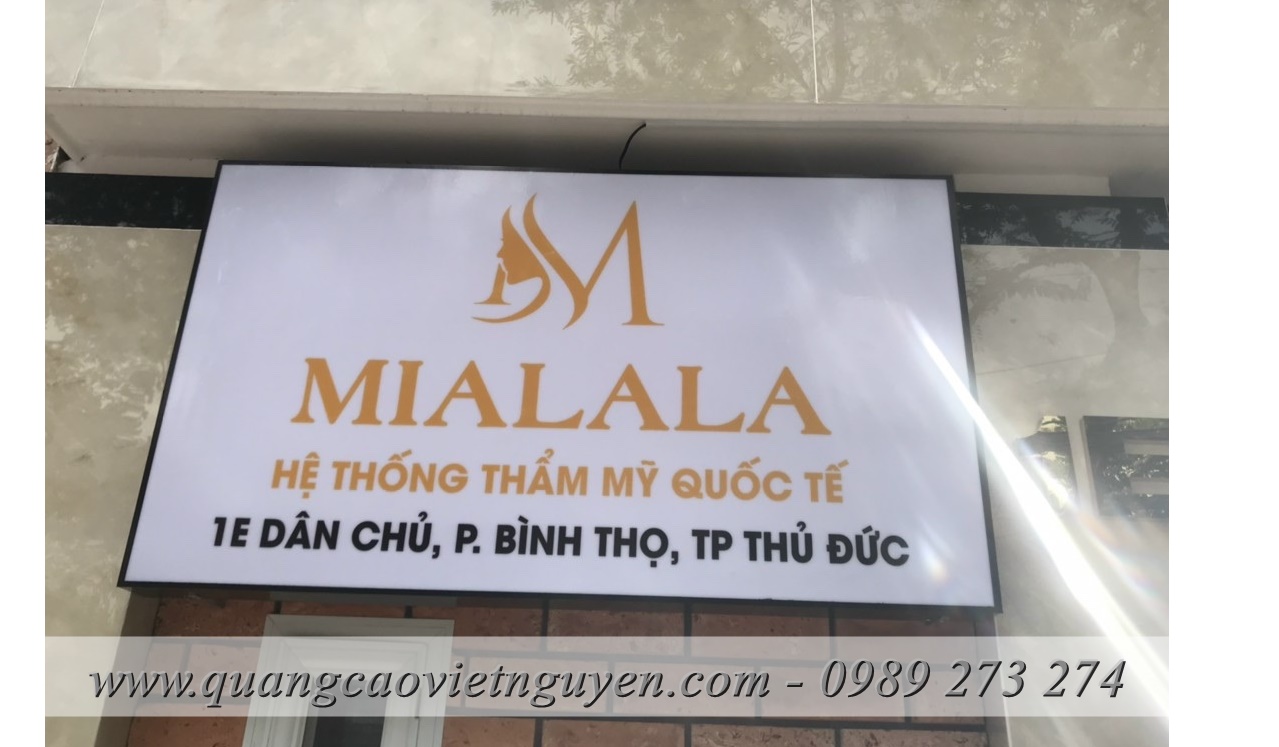 M
MIALALA
HỆ THỐNG THẨM MỸ QUỐC TẾ
1E DÂN CHỦ, P. BÌNH THỌ, TP THỦ ĐỨC
www.quangcaovietnguyen.com - 0989 273 274